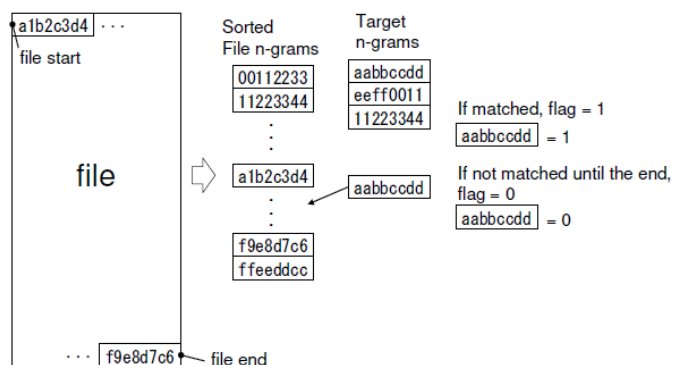 a1b2c3d4 ···
file start
file
··· f9e8d7c6
file end
Sorted
File n-grams
00112233
11223344
a1b2c3d4
f9e8d7c6
ffeeddcc
Target
n-grams
aabbccdd
eeff0011
11223344
aabbccdd
If matched, flag = 1
aabbccdd = 1
If not matched until the end,
flag = 0
aabbccdd = 0